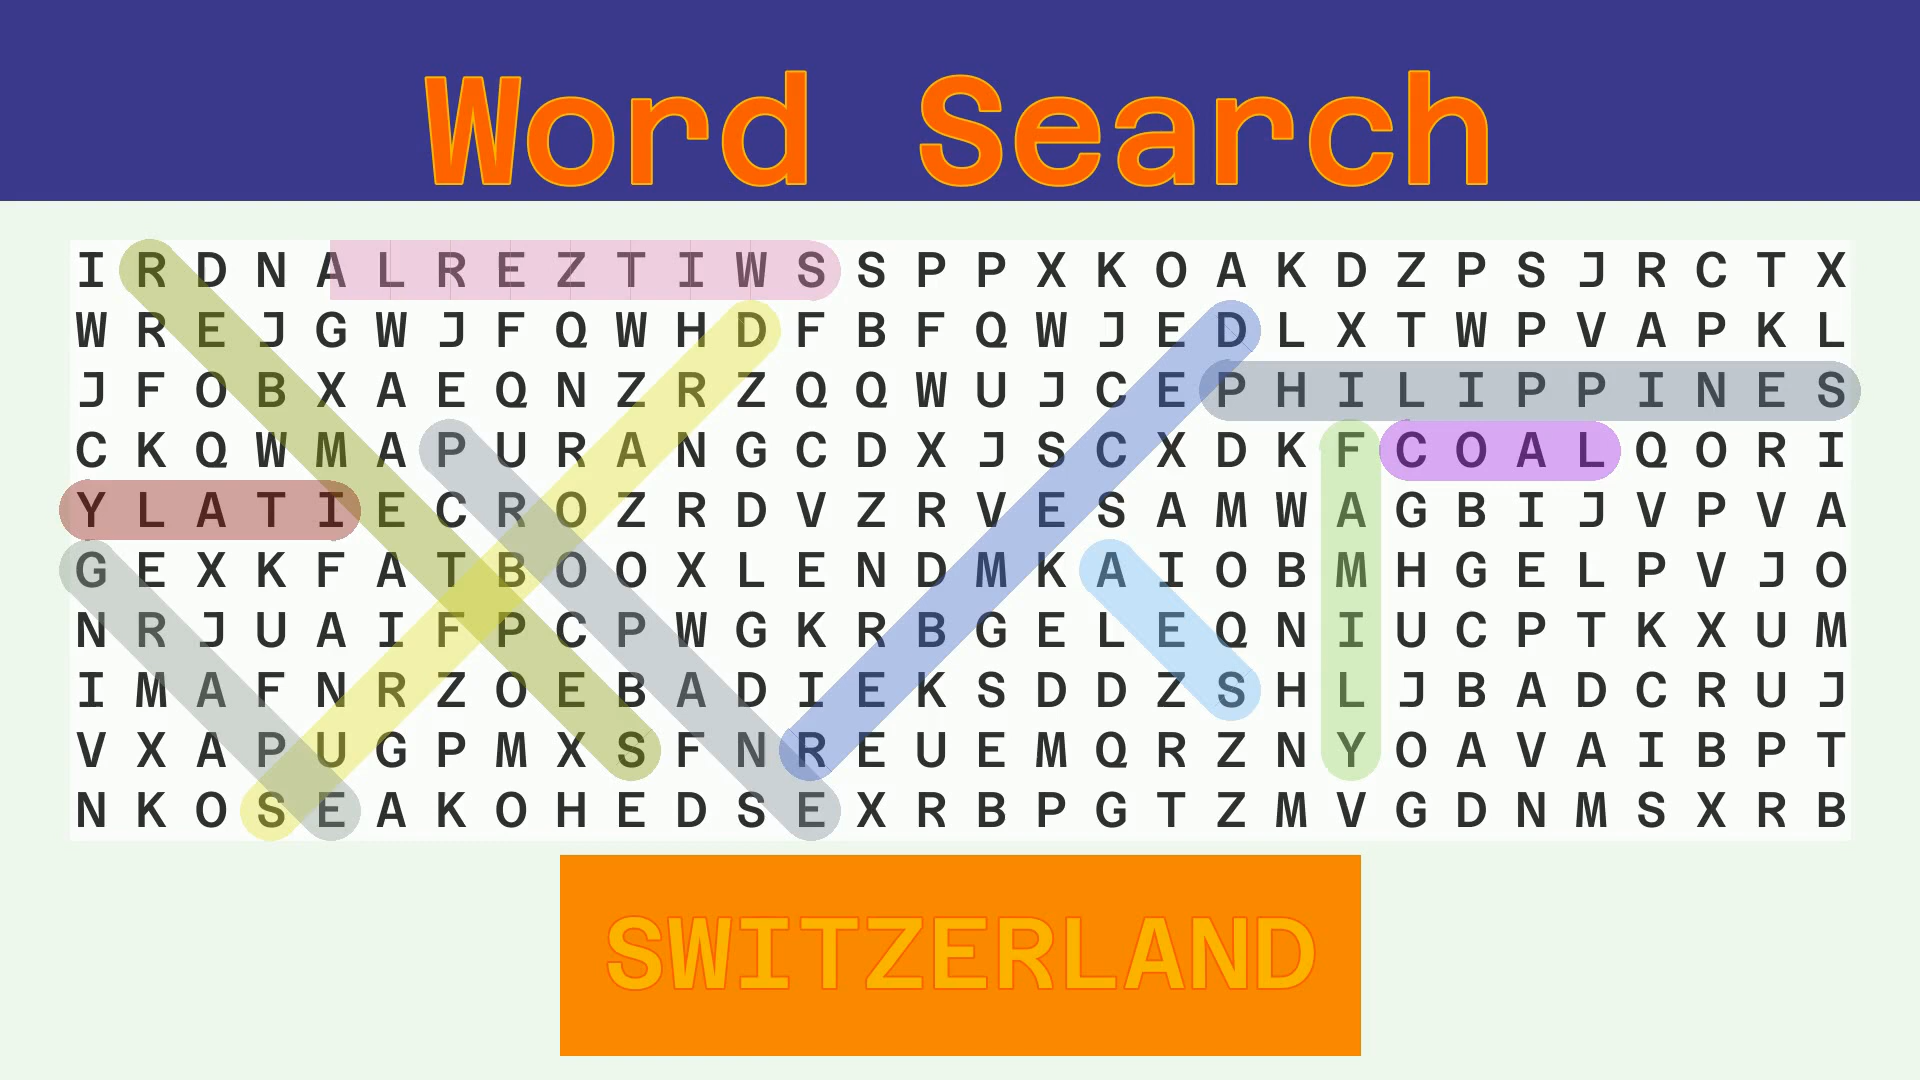 Word Search
I R D N A L R E Z T I W S S P P X K O A K D Z P S J R C T X
W R E J G W J F Q W H D F B F Q W J E D L X T W P V A P K L
J F O B X A E Q N Z R Z Q Q W U J C E P H I L I P P I N E S
C K Q W M A P U R A N G C D X J S C X D K F C O A L Q O R I
Y L A T I E C R O Z R D V Z R V E S A M W A G B I J V P V A
G E X K F A T B O O X L E N D M K A I O B M H G E L P V J O
N R J U A I F P C P W G K R B G E L E Q N I U C P T K X U M
I M A F N R Z O E B A D I E K S D D Z S H L J B A D C R U J
V X A P U G P M X S F N R E U E M Q R Z N Y O A V A I B P T
N K O S E A K O H E D S E X R B P G T Z M V G D N M S X R B
SWITZERLAND